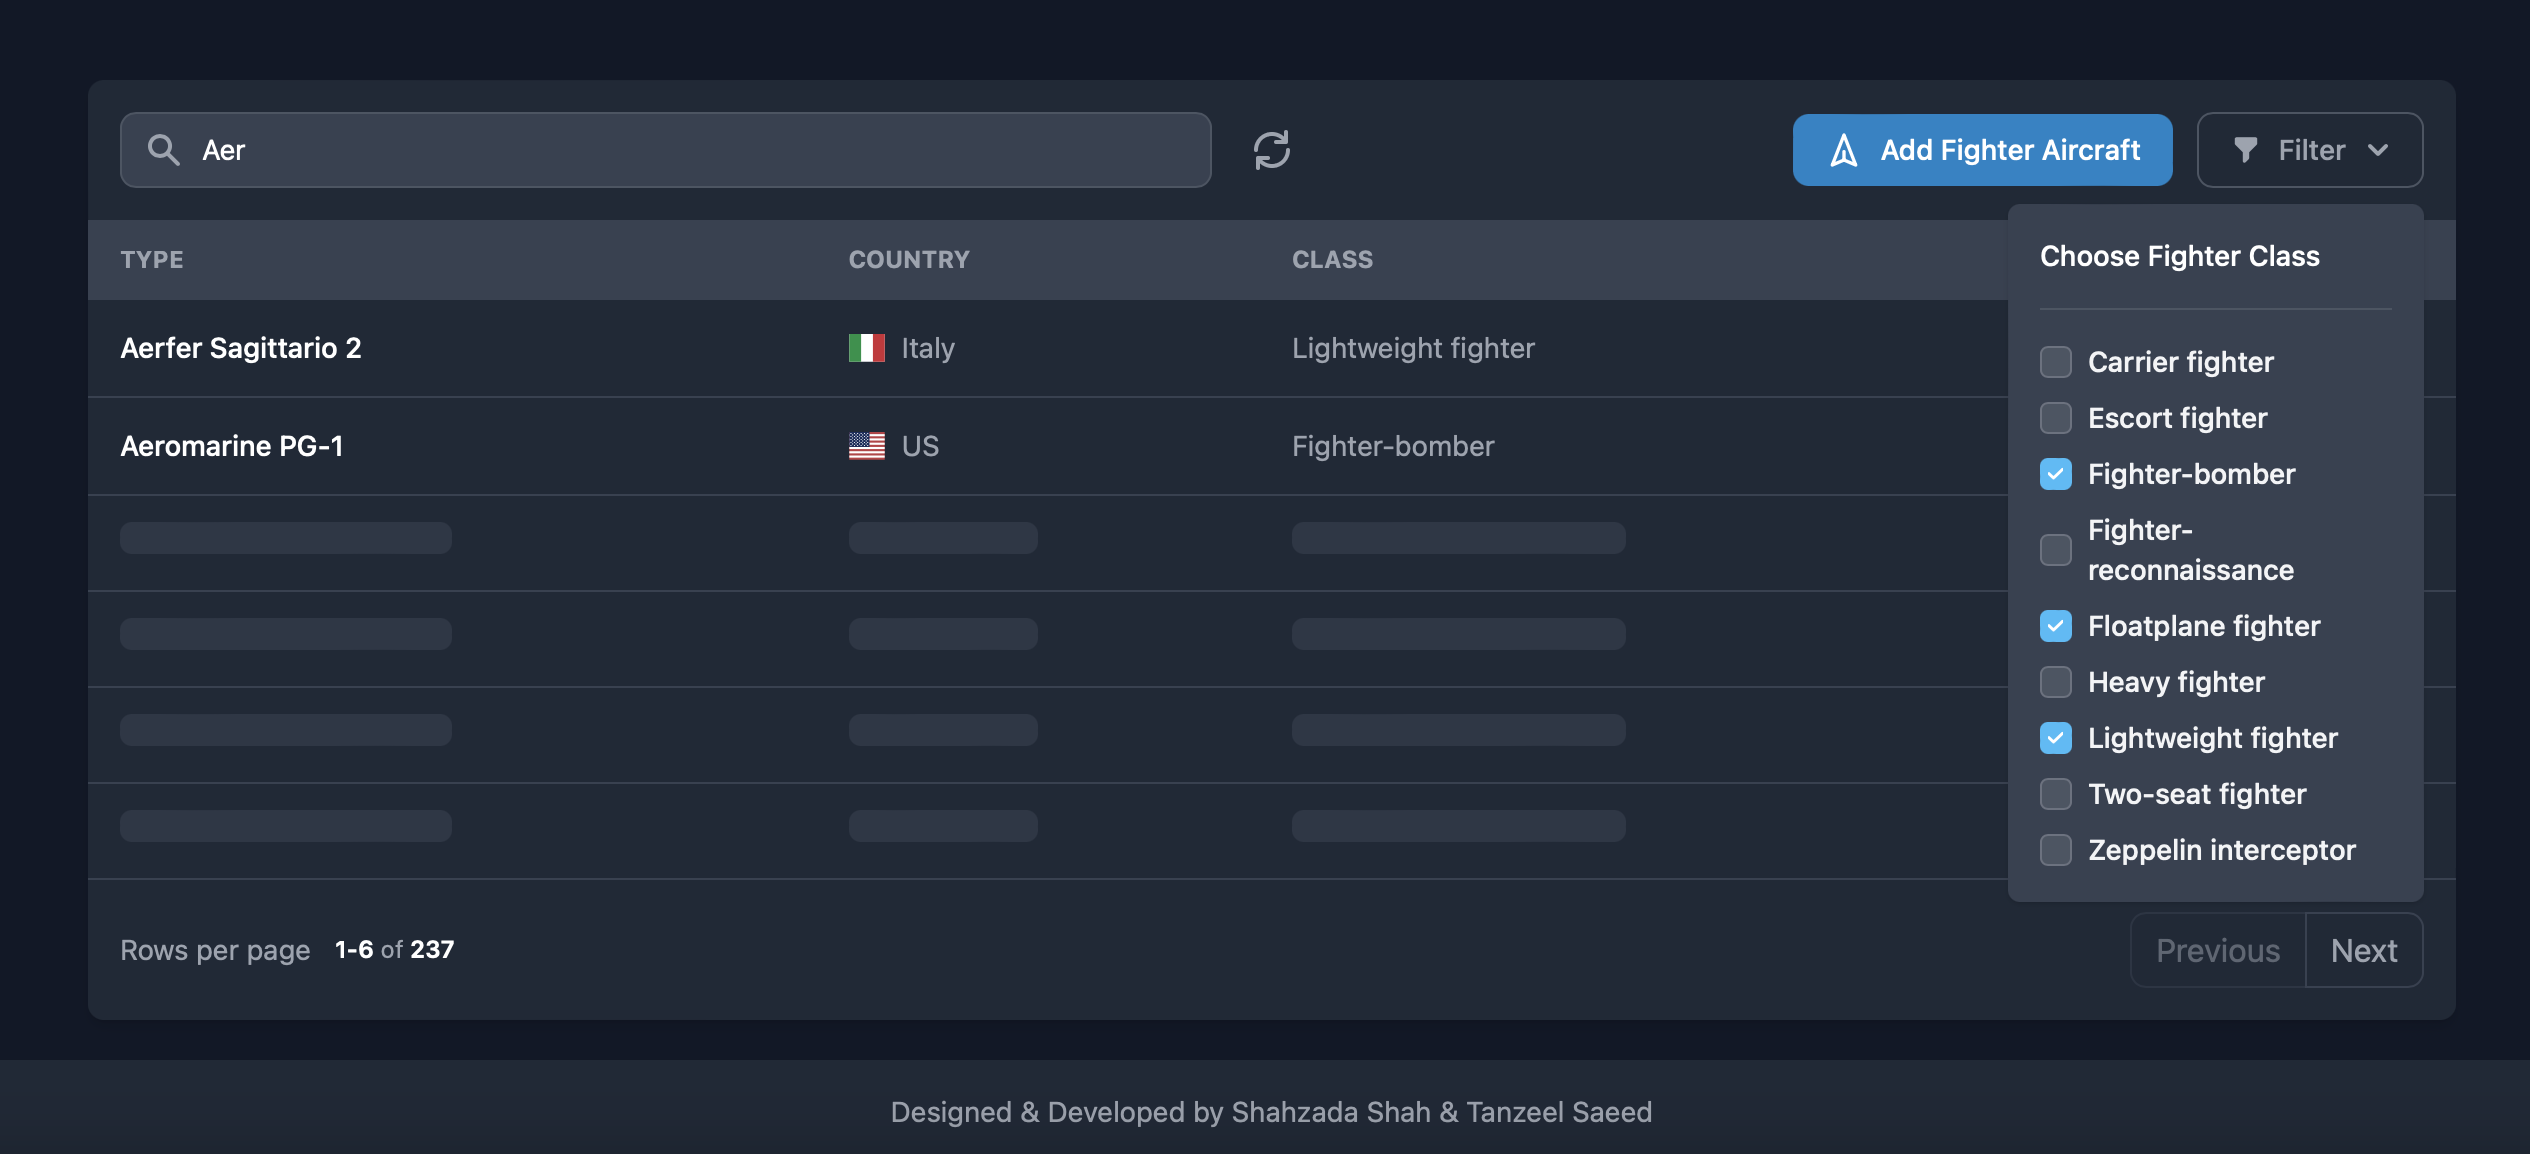 Aer
Add Fighter Aircraft
Filter
TYPE COUNTRY CLASS
Aerfer Sagittario 2 Italy Lightweight fighter
Aeromarine PG-1 US Fighter-bomber
Choose Fighter Class
Carrier fighter
Escort fighter
Fighter-bomber
Fighter-
reconnaissance
Floatplane fighter
Heavy fighter
Lightweight fighter
Two-seat fighter
Zeppelin interceptor
Rows per page 1-6 of 237
Previous Next
Designed & Developed by Shahzada Shah & Tanzeel Saeed